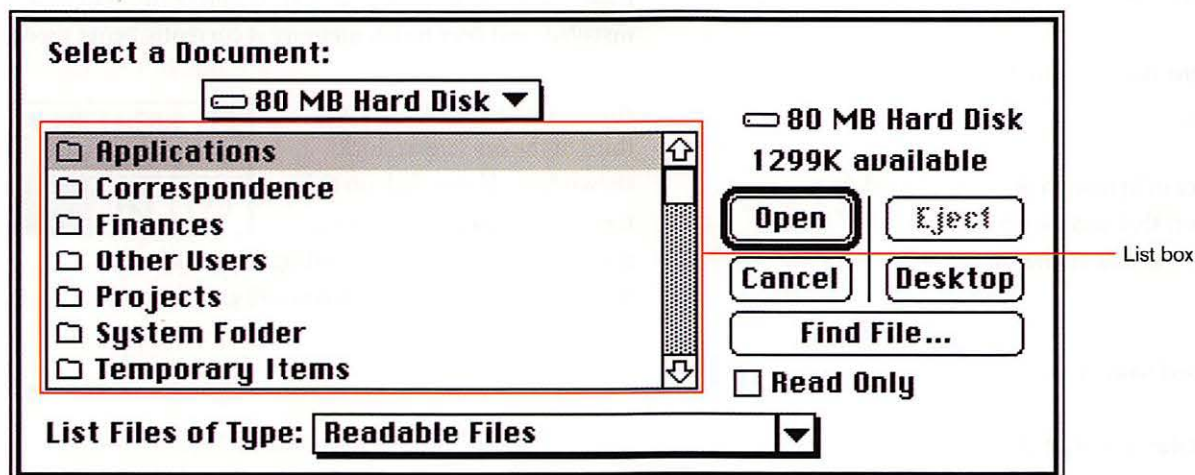 Select a Document:
80 MB Hard Disk
Applications
Correspondence
Finances
Other Users
Projects
System Folder
Temporary Items
80 MB Hard Disk
1299K available
Open
Eject
Cancel
Desktop
Find File...
Read Only
List Files of Type: Readable Files
List box